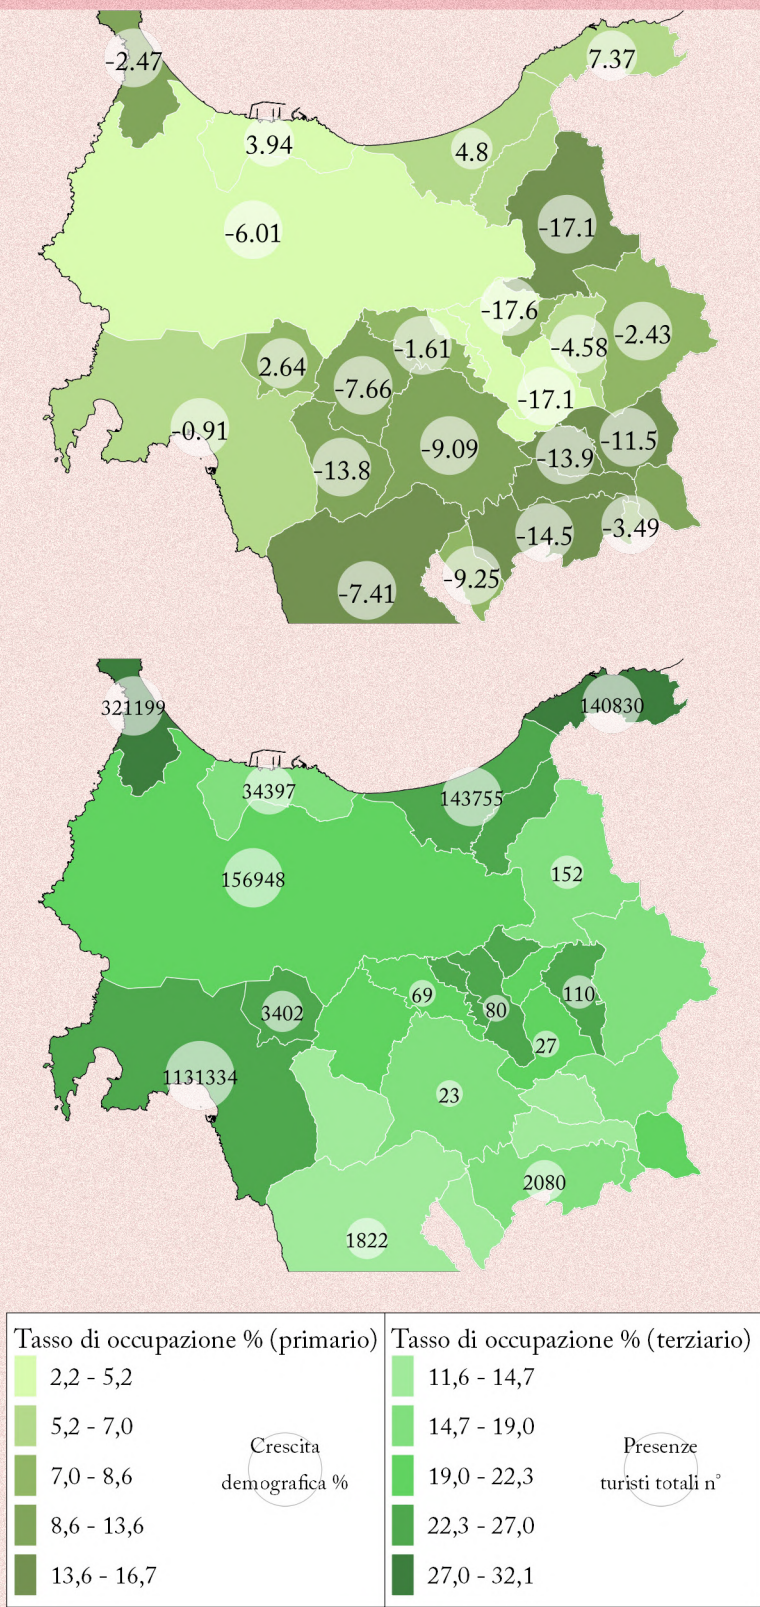 -2.47
7.37
3.94
4.8
-17.1
-6.01
-17.6
-2.43
-1.61
-4.58
2.64
-7.66
-17.1
-0.91
-11.5
-9.09
-13.9
-13.8
-3.49
-14.5
-9.25
-7.41
321199
140830
34397
143755
152
156948
69
110
80
3402
27
1131334
23
2080
1822
Tasso di occupazione % (primario)
2,2 - 5,2
5,2 - 7,0
7,0 - 8,6
8,6 - 13,6
13,6 - 16,7
Crescita
demografica %
Tasso di occupazione % (terziario)
11,6 - 14,7
14,7 - 19,0
19,0 - 22,3
22,3 - 27,0
27,0 - 32,1
Presenze
turisti totali n°